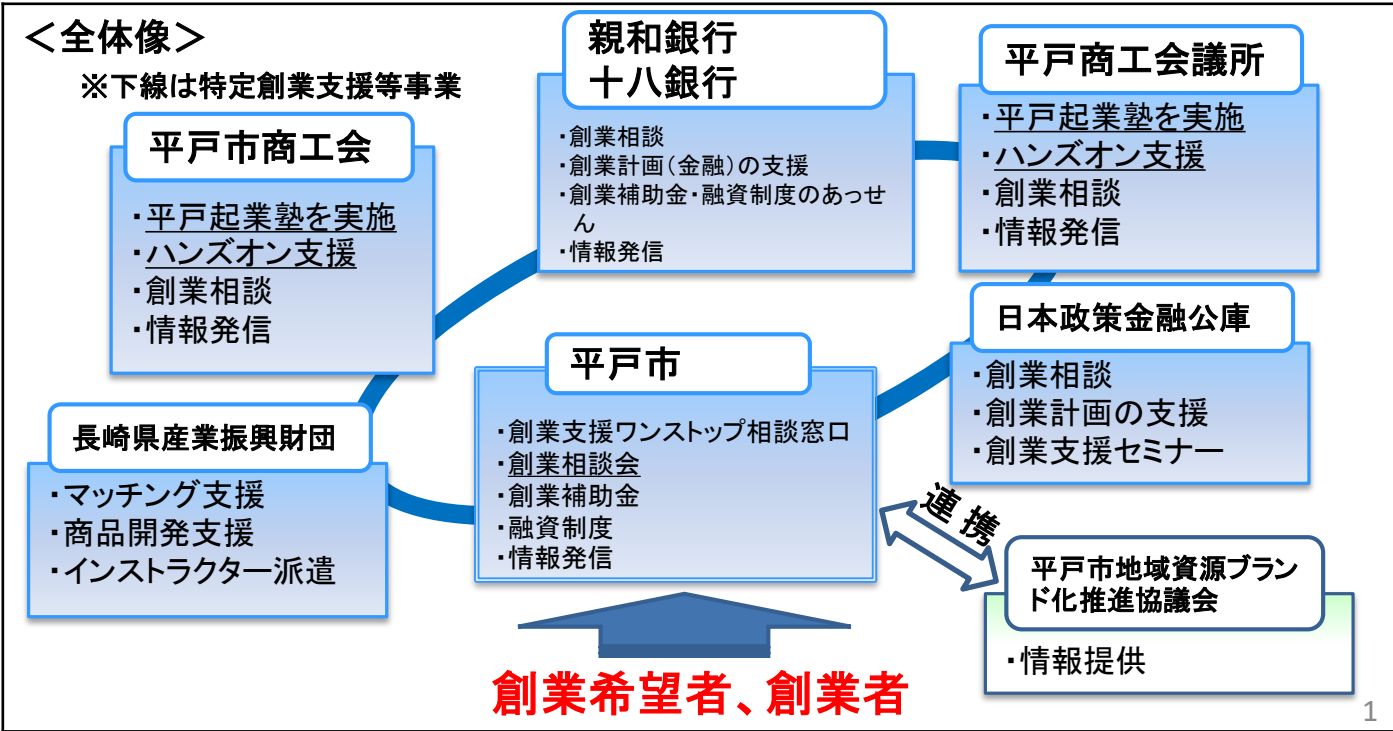 ＜全体像＞
※下線は特定創業支援等事業
平戸市商工会
・平戸起業塾を実施
・ハンズオン支援
・創業相談
・情報発信
親和銀行
十八銀行
・創業相談
・創業計画（金融）の支援
・創業補助金・融資制度のあっせ
ん
・情報発信
平戸商工会議所
・平戸起業塾を実施
・ハンズオン支援
・創業相談
・情報発信
日本政策金融公庫
・創業相談
・創業計画の支援
・創業支援セミナー
平戸市
・創業支援ワンストップ相談窓口
・創業相談会
・創業補助金
・融資制度
・情報発信
長崎県産業振興財団
・マッチング支援
・商品開発支援
・インストラクター派遣
連携
平戸市地域資源ブラン
ド化推進協議会
・情報提供
創業希望者、創業者
1